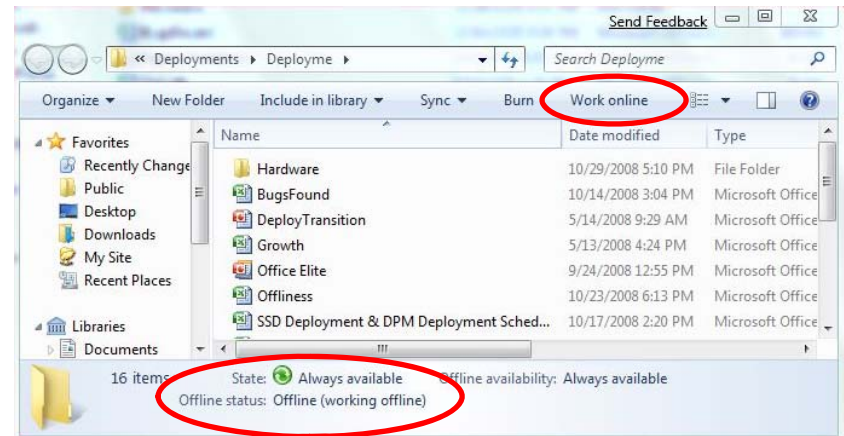 Send Feedback
« Deployments ▸ Deployme ▸ Search Deployme
Organize ▾ New Folder Include in library ▾ Sync ▾ Burn Work online
Favorites
Recently Change
Public
Desktop
Downloads
My Site
Recent Places
Libraries
Documents
Name Date modified Type
Hardware 10/29/2008 5:10 PM File Folder
BugsFound 10/14/2008 3:04 PM Microsoft Office
DeployTransition 5/14/2008 9:29 AM Microsoft Office
Growth 5/13/2008 4:24 PM Microsoft Office
Office Elite 9/24/2008 12:55 PM Microsoft Office
Offliness 10/23/2008 6:13 PM Microsoft Office
SSD Deployment & DPM Deployment Sched... 10/17/2008 2:20 PM Microsoft Office
16 items State: Always available Offline availability: Always available
Offline status: Offline (working offline)